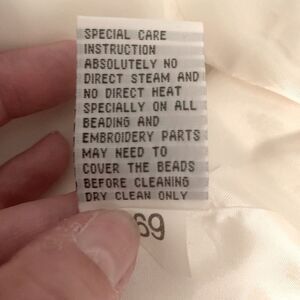 SPECIAL CARE
INSTRUCTION
ABSOLUTELY NO
DIRECT STEAM AND
NO DIRECT HEAT
SPECIALLY ON ALL
BEADING AND
EMBROIDERY PARTS
MAY NEED TO
COVER THE BEADS
BEFORE CLEANING
DRY CLEAN ONLY
69